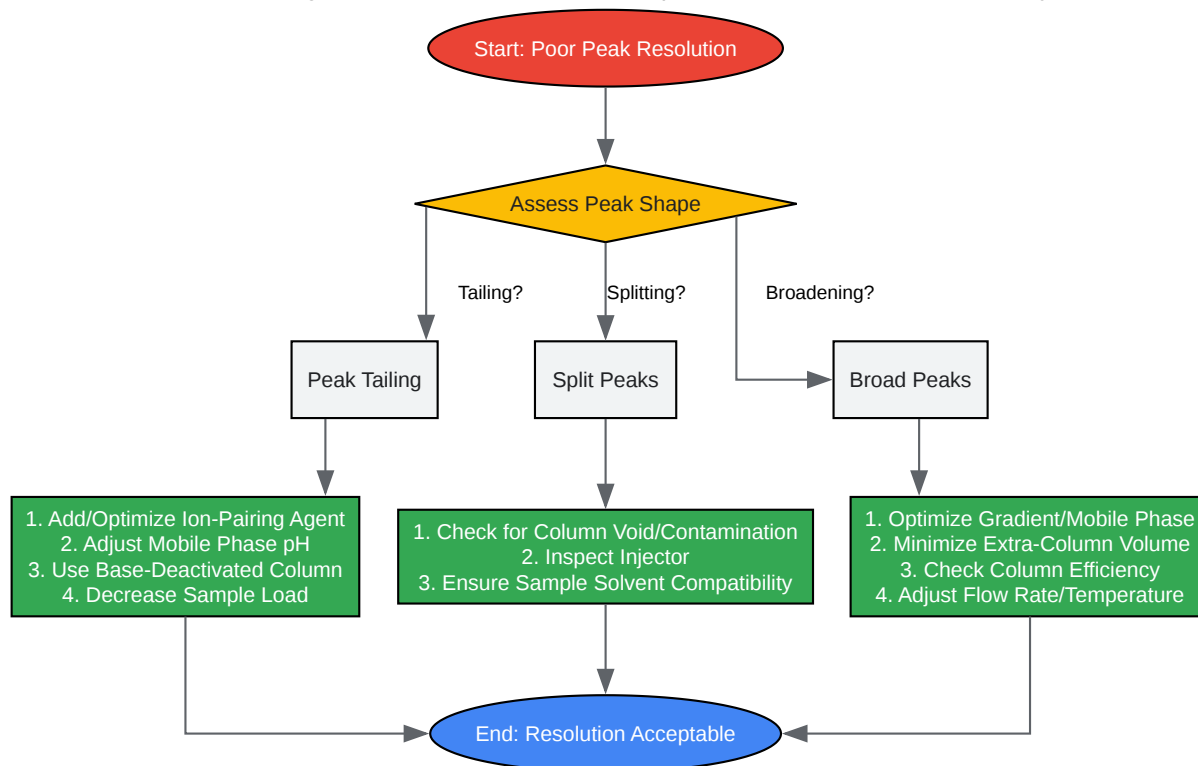 Start: Poor Peak Resolution
Assess Peak Shape
Tailing?
Splitting?
Broadening?
Peak Tailing
Split Peaks
Broad Peaks
1. Add/Optimize Ion-Pairing Agent
2. Adjust Mobile Phase pH
3. Use Base-Deactivated Column
4. Decrease Sample Load
1. Check for Column Void/Contamination
2. Inspect Injector
3. Ensure Sample Solvent Compatibility
1. Optimize Gradient/Mobile Phase
2. Minimize Extra-Column Volume
3. Check Column Efficiency
4. Adjust Flow Rate/Temperature
End: Resolution Acceptable